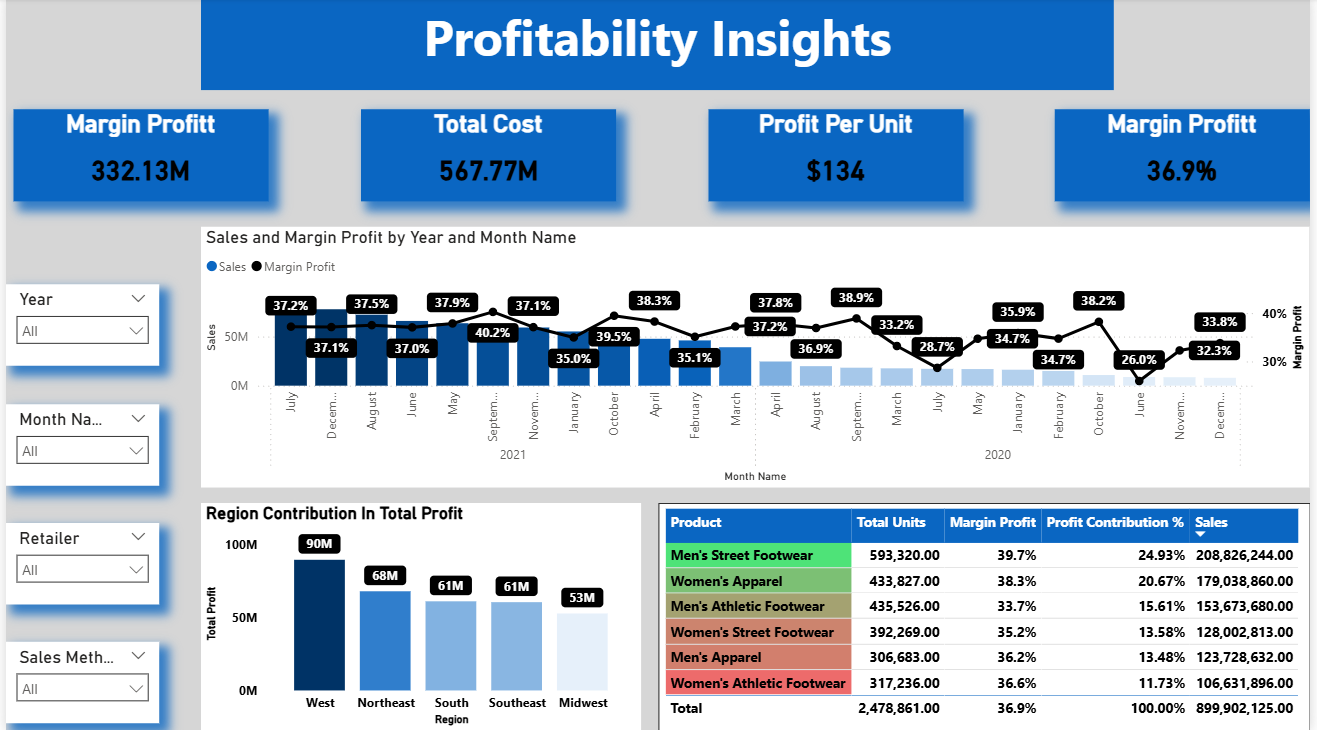 Profitability Insights
Margin Profitt
332.13M
Total Cost
567.77M
Profit Per Unit
$134
Margin Profitt
36.9%
Year
All
Month Na...
All
Retailer
All
Sales Meth...
All
Sales and Margin Profit by Year and Month Name
Sales Margin Profit
Sales
50M
0M
37.2% 37.1% 37.5% 37.0% 37.9% 40.2% 37.1% 35.0% 39.5% 38.3% 35.1% 37.2% 37.8% 36.9% 38.9% 33.2% 28.7% 34.7% 35.9% 34.7% 38.2% 26.0% 32.3% 33.8%
40%
30%
Margin Profit
July Decem... August June May Septem... Novem... January October April February March April August Septem... March July May January February October June Novem... Decem...
2021 2020
Month Name
Region Contribution In Total Profit
Total Profit
100M
50M
0M
90M 68M 61M 61M 53M
West Northeast South Southeast Midwest
Region
Product Total Units Margin Profit Profit Contribution % Sales
Men's Street Footwear 593,320.00 39.7% 24.93% 208,826,244.00
Women's Apparel 433,827.00 38.3% 20.67% 179,038,860.00
Men's Athletic Footwear 435,526.00 33.7% 15.61% 153,673,680.00
Women's Street Footwear 392,269.00 35.2% 13.58% 128,002,813.00
Men's Apparel 306,683.00 36.2% 13.48% 123,728,632.00
Women's Athletic Footwear 317,236.00 36.6% 11.73% 106,631,896.00
Total 2,478,861.00 36.9% 100.00% 899,902,125.00